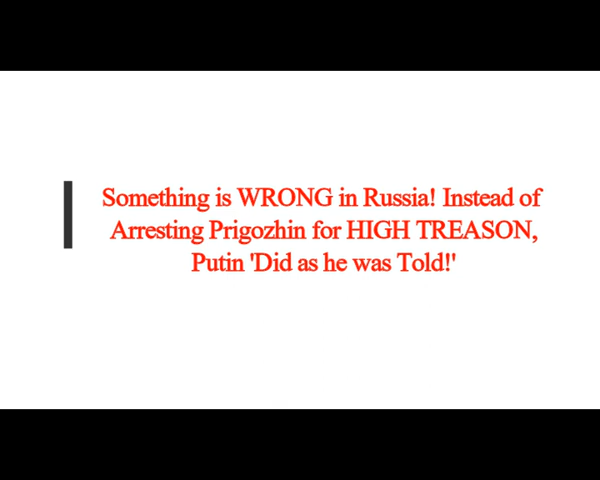 Something is WRONG in Russia! Instead of
Arresting Prigozhin for HIGH TREASON,
Putin 'Did as he was Told!'